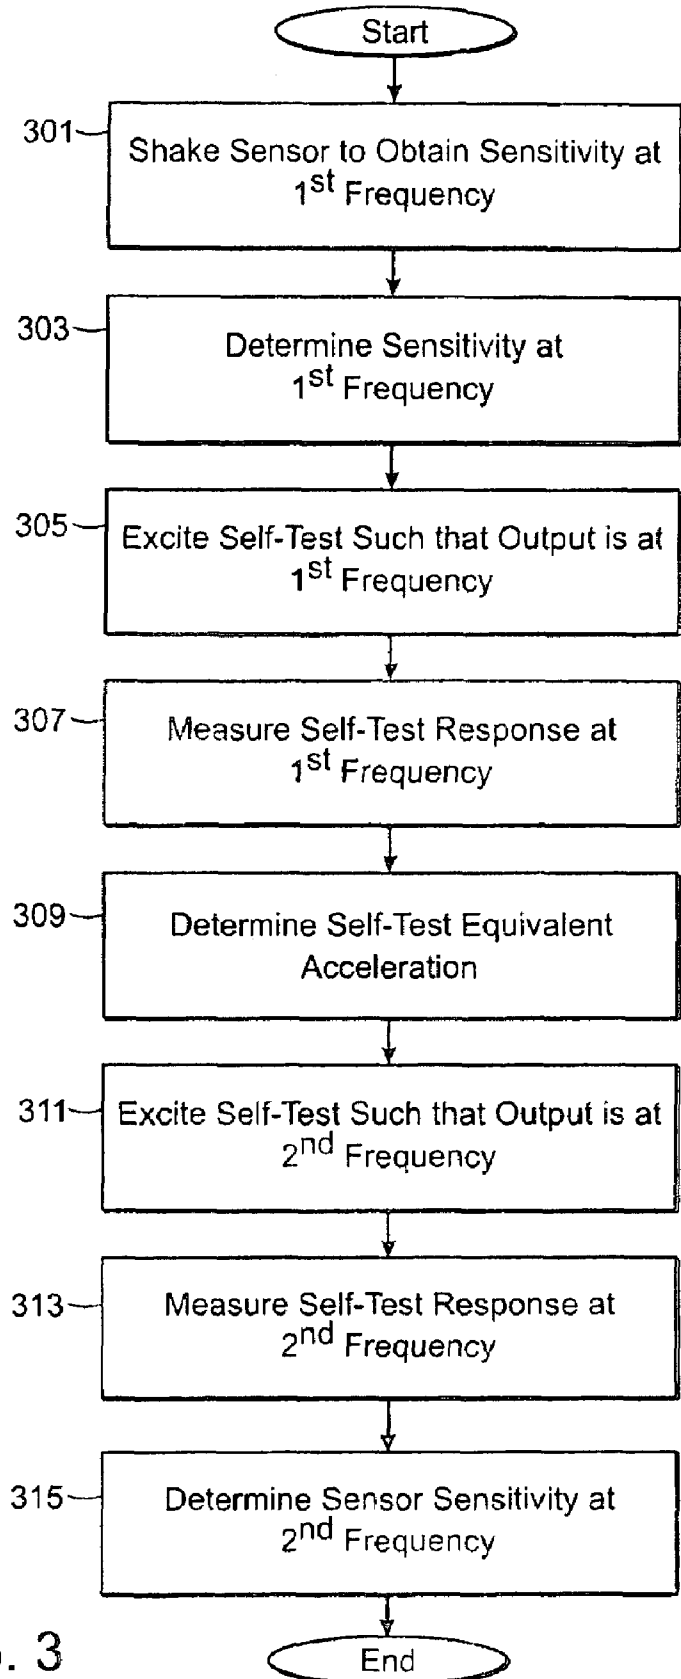 Start
301
Shake Sensor to Obtain Sensitivity at
1st Frequency
303
Determine Sensitivity at
1st Frequency
305
Excite Self-Test Such that Output is at
1st Frequency
307
Measure Self-Test Response at
1st Frequency
309
Determine Self-Test Equivalent
Acceleration
311
Excite Self-Test Such that Output is at
2nd Frequency
313
Measure Self-Test Response at
2nd Frequency
315
Determine Sensor Sensitivity at
2nd Frequency
. 3
End